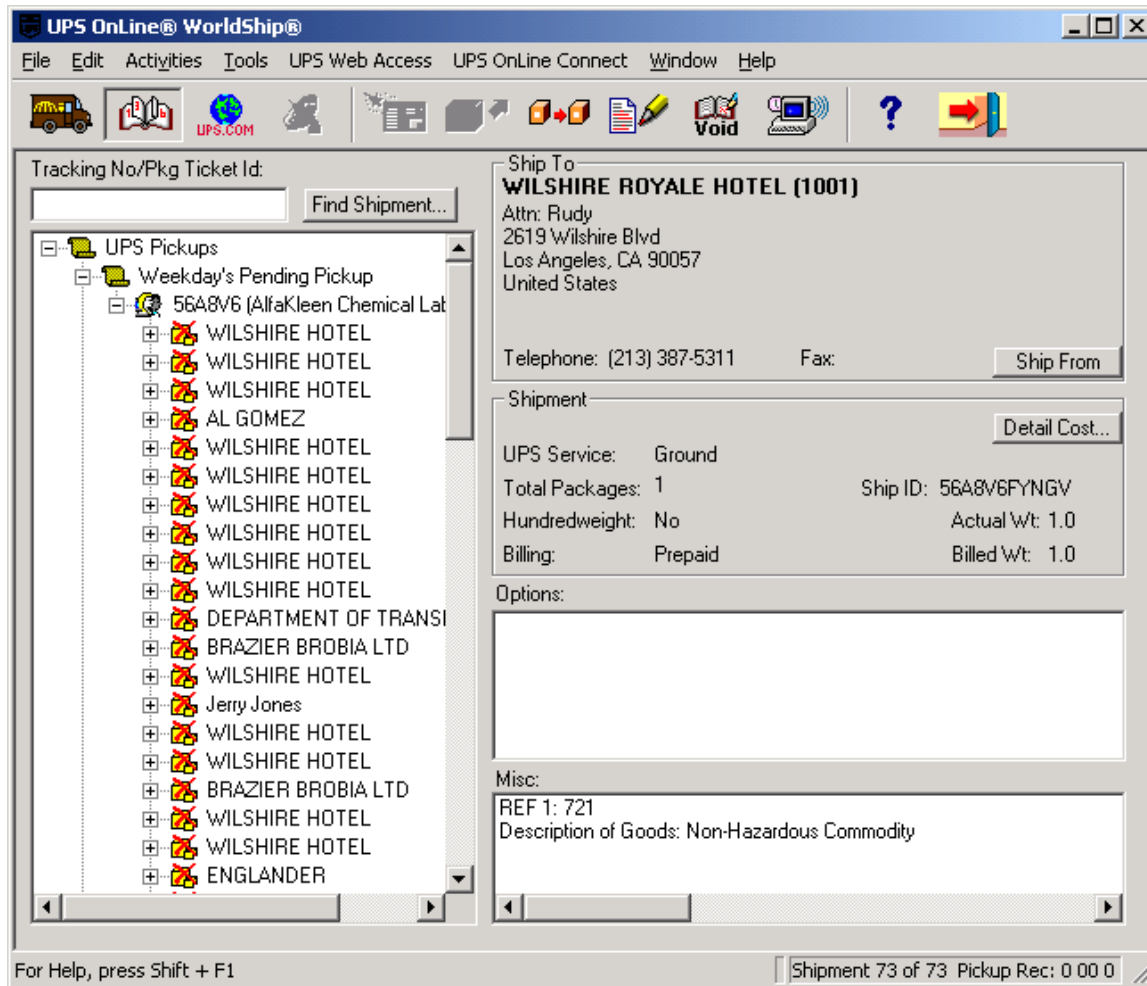 UPS OnLine® WorldShip®
File Edit Activities Tools UPS Web Access UPS OnLine Connect Window Help
UPS.COM
Void
?
Tracking No/Pkg Ticket Id:
Find Shipment...
UPS Pickups
Weekday's Pending Pickup
56A8V6 (AlfaKleen Chemical Lab
WILSHIRE HOTEL
WILSHIRE HOTEL
WILSHIRE HOTEL
AL GOMEZ
WILSHIRE HOTEL
WILSHIRE HOTEL
WILSHIRE HOTEL
WILSHIRE HOTEL
WILSHIRE HOTEL
WILSHIRE HOTEL
DEPARTMENT OF TRANSI
BRAZIER BROBIA LTD
WILSHIRE HOTEL
Jerry Jones
WILSHIRE HOTEL
WILSHIRE HOTEL
BRAZIER BROBIA LTD
WILSHIRE HOTEL
WILSHIRE HOTEL
ENGLANDER
Ship To
WILSHIRE ROYALE HOTEL (1001)
Attn: Rudy
2619 Wilshire Blvd
Los Angeles, CA 90057
United States
Telephone: (213) 387-5311 Fax:
Ship From
Shipment
Detail Cost...
UPS Service: Ground
Total Packages: 1 Ship ID: 56A8V6FYNGV
Hundredweight: No Actual Wt: 1.0
Billing: Prepaid Billed Wt: 1.0
Options:
Misc:
REF 1: 721
Description of Goods: Non-Hazardous Commodity
For Help, press Shift + F1
Shipment 73 of 73 Pickup Rec: 0 00 0